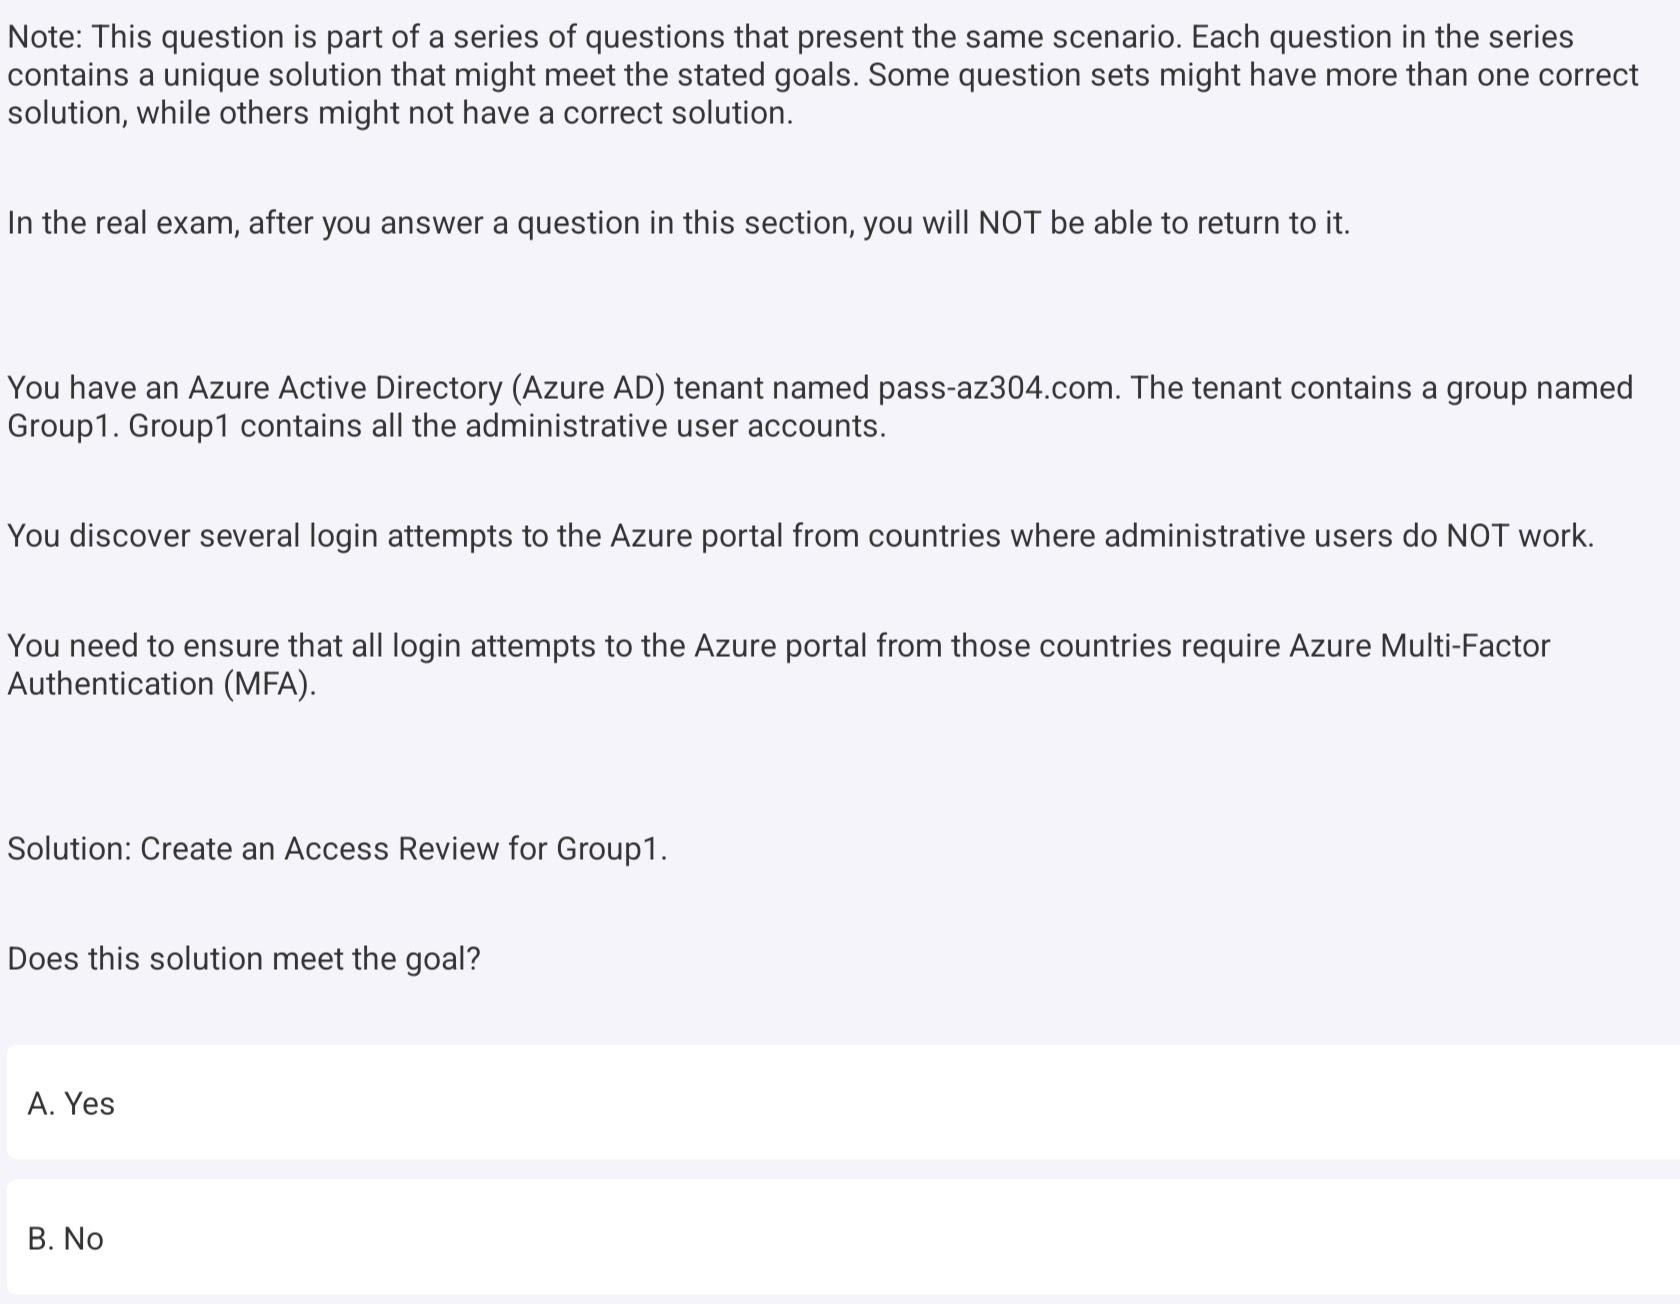 Note: This question is part of a series of questions that present the same scenario. Each question in the series
contains a unique solution that might meet the stated goals. Some question sets might have more than one correct
solution, while others might not have a correct solution.
In the real exam, after you answer a question in this section, you will NOT be able to return to it.
You have an Azure Active Directory (Azure AD) tenant named pass-az304.com. The tenant contains a group named
Group1. Group1 contains all the administrative user accounts.
You discover several login attempts to the Azure portal from countries where administrative users do NOT work.
You need to ensure that all login attempts to the Azure portal from those countries require Azure Multi-Factor
Authentication (MFA).
Solution: Create an Access Review for Group1.
Does this solution meet the goal?
A. Yes
B. No